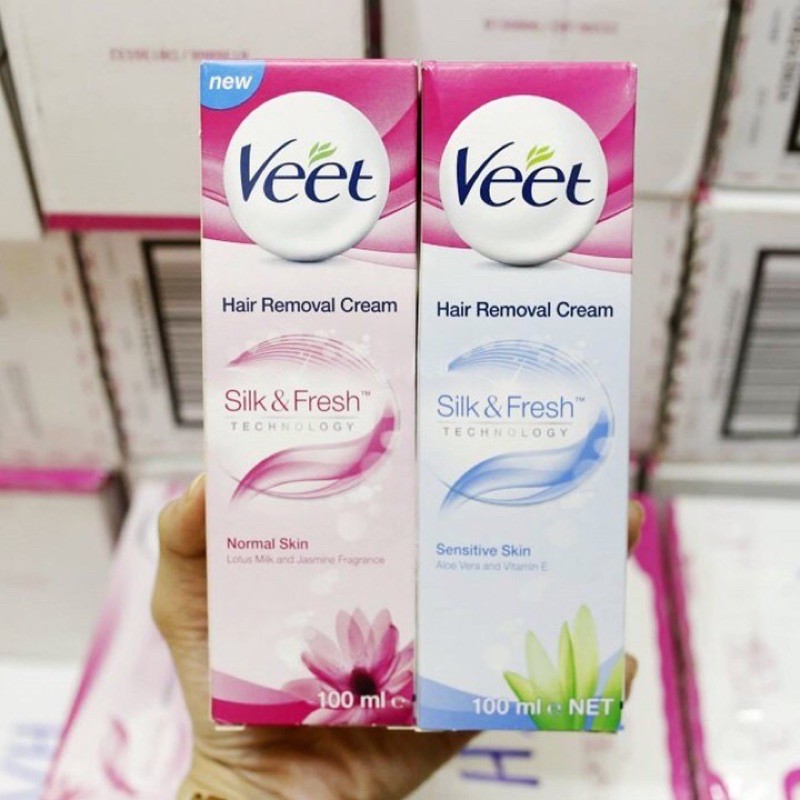 new
Veet
Hair Removal Cream
Silk & Fresh™
TECHNOLOGY
Normal Skin
Lotus Milk and Jasmine Fragrance
100 ml e
Veet
Hair Removal Cream
Silk & Fresh™
TECHNOLOGY
Sensitive Skin
Aloe Vera and Vitamin E
100 ml e NET